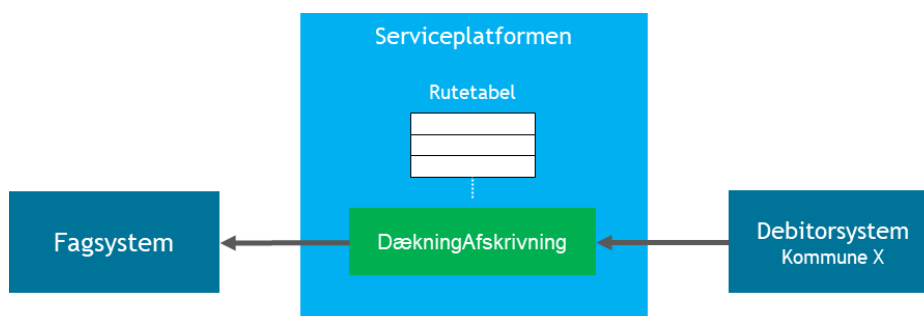 Serviceplatformen
Rutetabel
Fagsystem
DækningAfskrivning
Debitorsystem
Kommune X